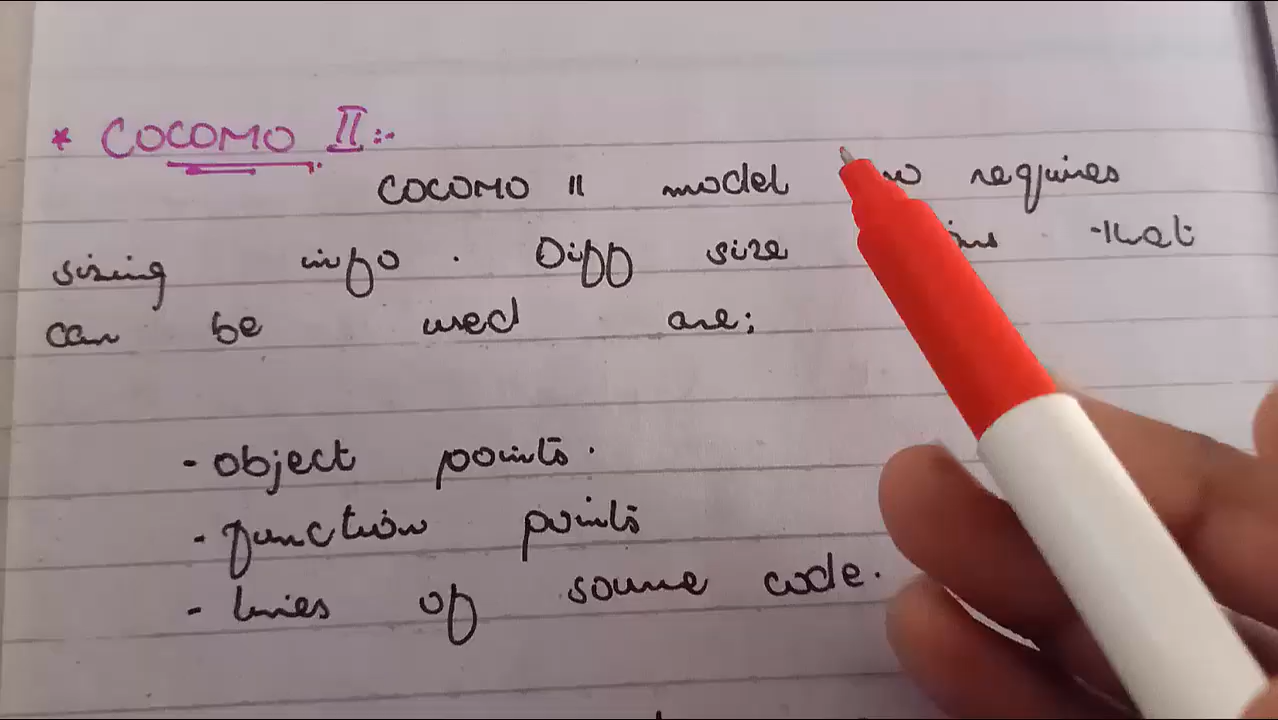 * COCOMO II:-
COCOMO II model requires
sizing info. Diff size that
can be used are;
- object points.
- function points
- lines of source code.